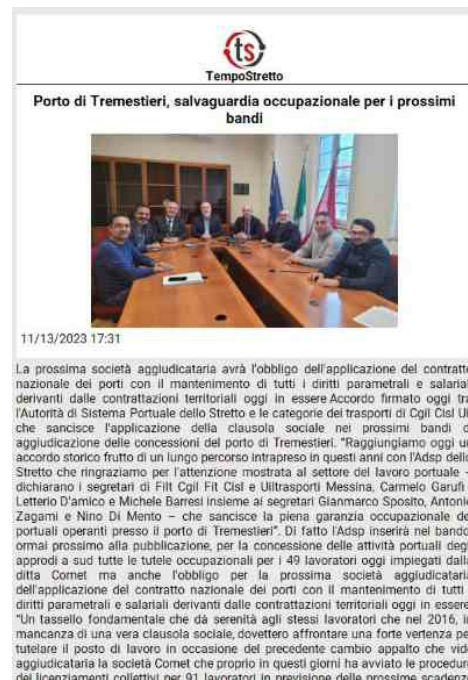 ts
TempoStretto
Porto di Tremestieri, salvaguardia occupazionale per i prossimi
bandi
11/13/2023 17:31
La prossima società aggiudicataria avrà l'obbligo dell'applicazione del contratto
nazionale dei porti con il mantenimento di tutti i diritti parametrali e salarial
derivanti dalle contrattazioni territoriali oggi in essere Accordo firmato oggi tra
l'Autorità di Sistema Portuale dello Stretto e le categorie dei trasporti di Cgil Cisl Ui
che sancisce l'applicazione della clausola sociale nei prossimi bandi d
aggiudicazione delle concessioni del porto di Tremestieri. "Raggiungiamo oggi un
accordo storico frutto di un lungo percorso intrapreso in questi anni con l'Adsp dello
Stretto che ringraziamo per l'attenzione mostrata al settore del lavoro portuale –
dichiarano i segretari di Filt Cgil Fit Cisl e Uiltrasporti Messina, Carmelo Garufi
Letterio D'amico e Michele Barresi insieme ai segretari Gianmarco Sposito, Antonio
Zagami e Nino Di Mento – che sancisce la piena garanzia occupazionale de
portuali operanti presso il porto di Tremestieri". Di fatto l'Adsp inserirà nel bando,
ormai prossimo alla pubblicazione, per la concessione delle attività portuali degl
approdi a sud tutte le tutele occupazionali per i 49 lavoratori oggi impiegati dalla
ditta Comet ma anche l'obbligo per la prossima società aggiudicataria
dell'applicazione del contratto nazionale dei porti con il mantenimento di tutti
diritti parametrali e salariali derivanti dalle contrattazioni territoriali oggi in essere
"Un tassello fondamentale che dà serenità agli stessi lavoratori che nel 2016, in
mancanza di una vera clausola sociale, dovettero affrontare una forte vertenza per
tutelare il posto di lavoro in occasione del precedente cambio appalto che vide
aggiudicataria la società Comet che proprio in questi giorni ha avviato le procedure
dei licenziamenti collettivi per 91 lavoratori in previsione delle prossime scadenze